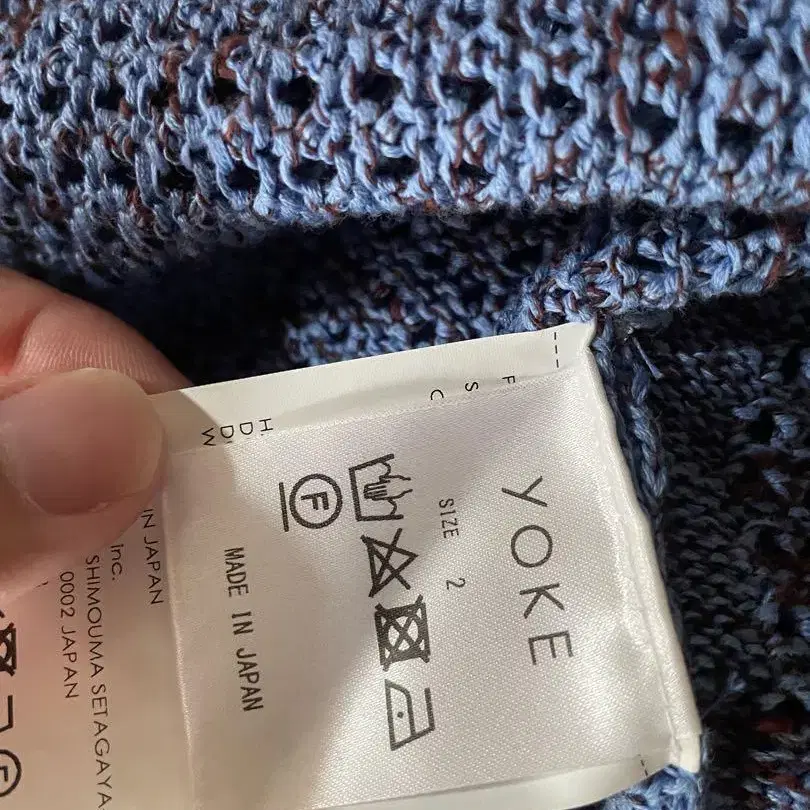 YOKE
SIZE 2
F
MADE IN JAPAN
F
S
C
H.
D
D
W
IN JAPAN
Inc.
SHIMOUMA SETAGAYA
0002 JAPAN